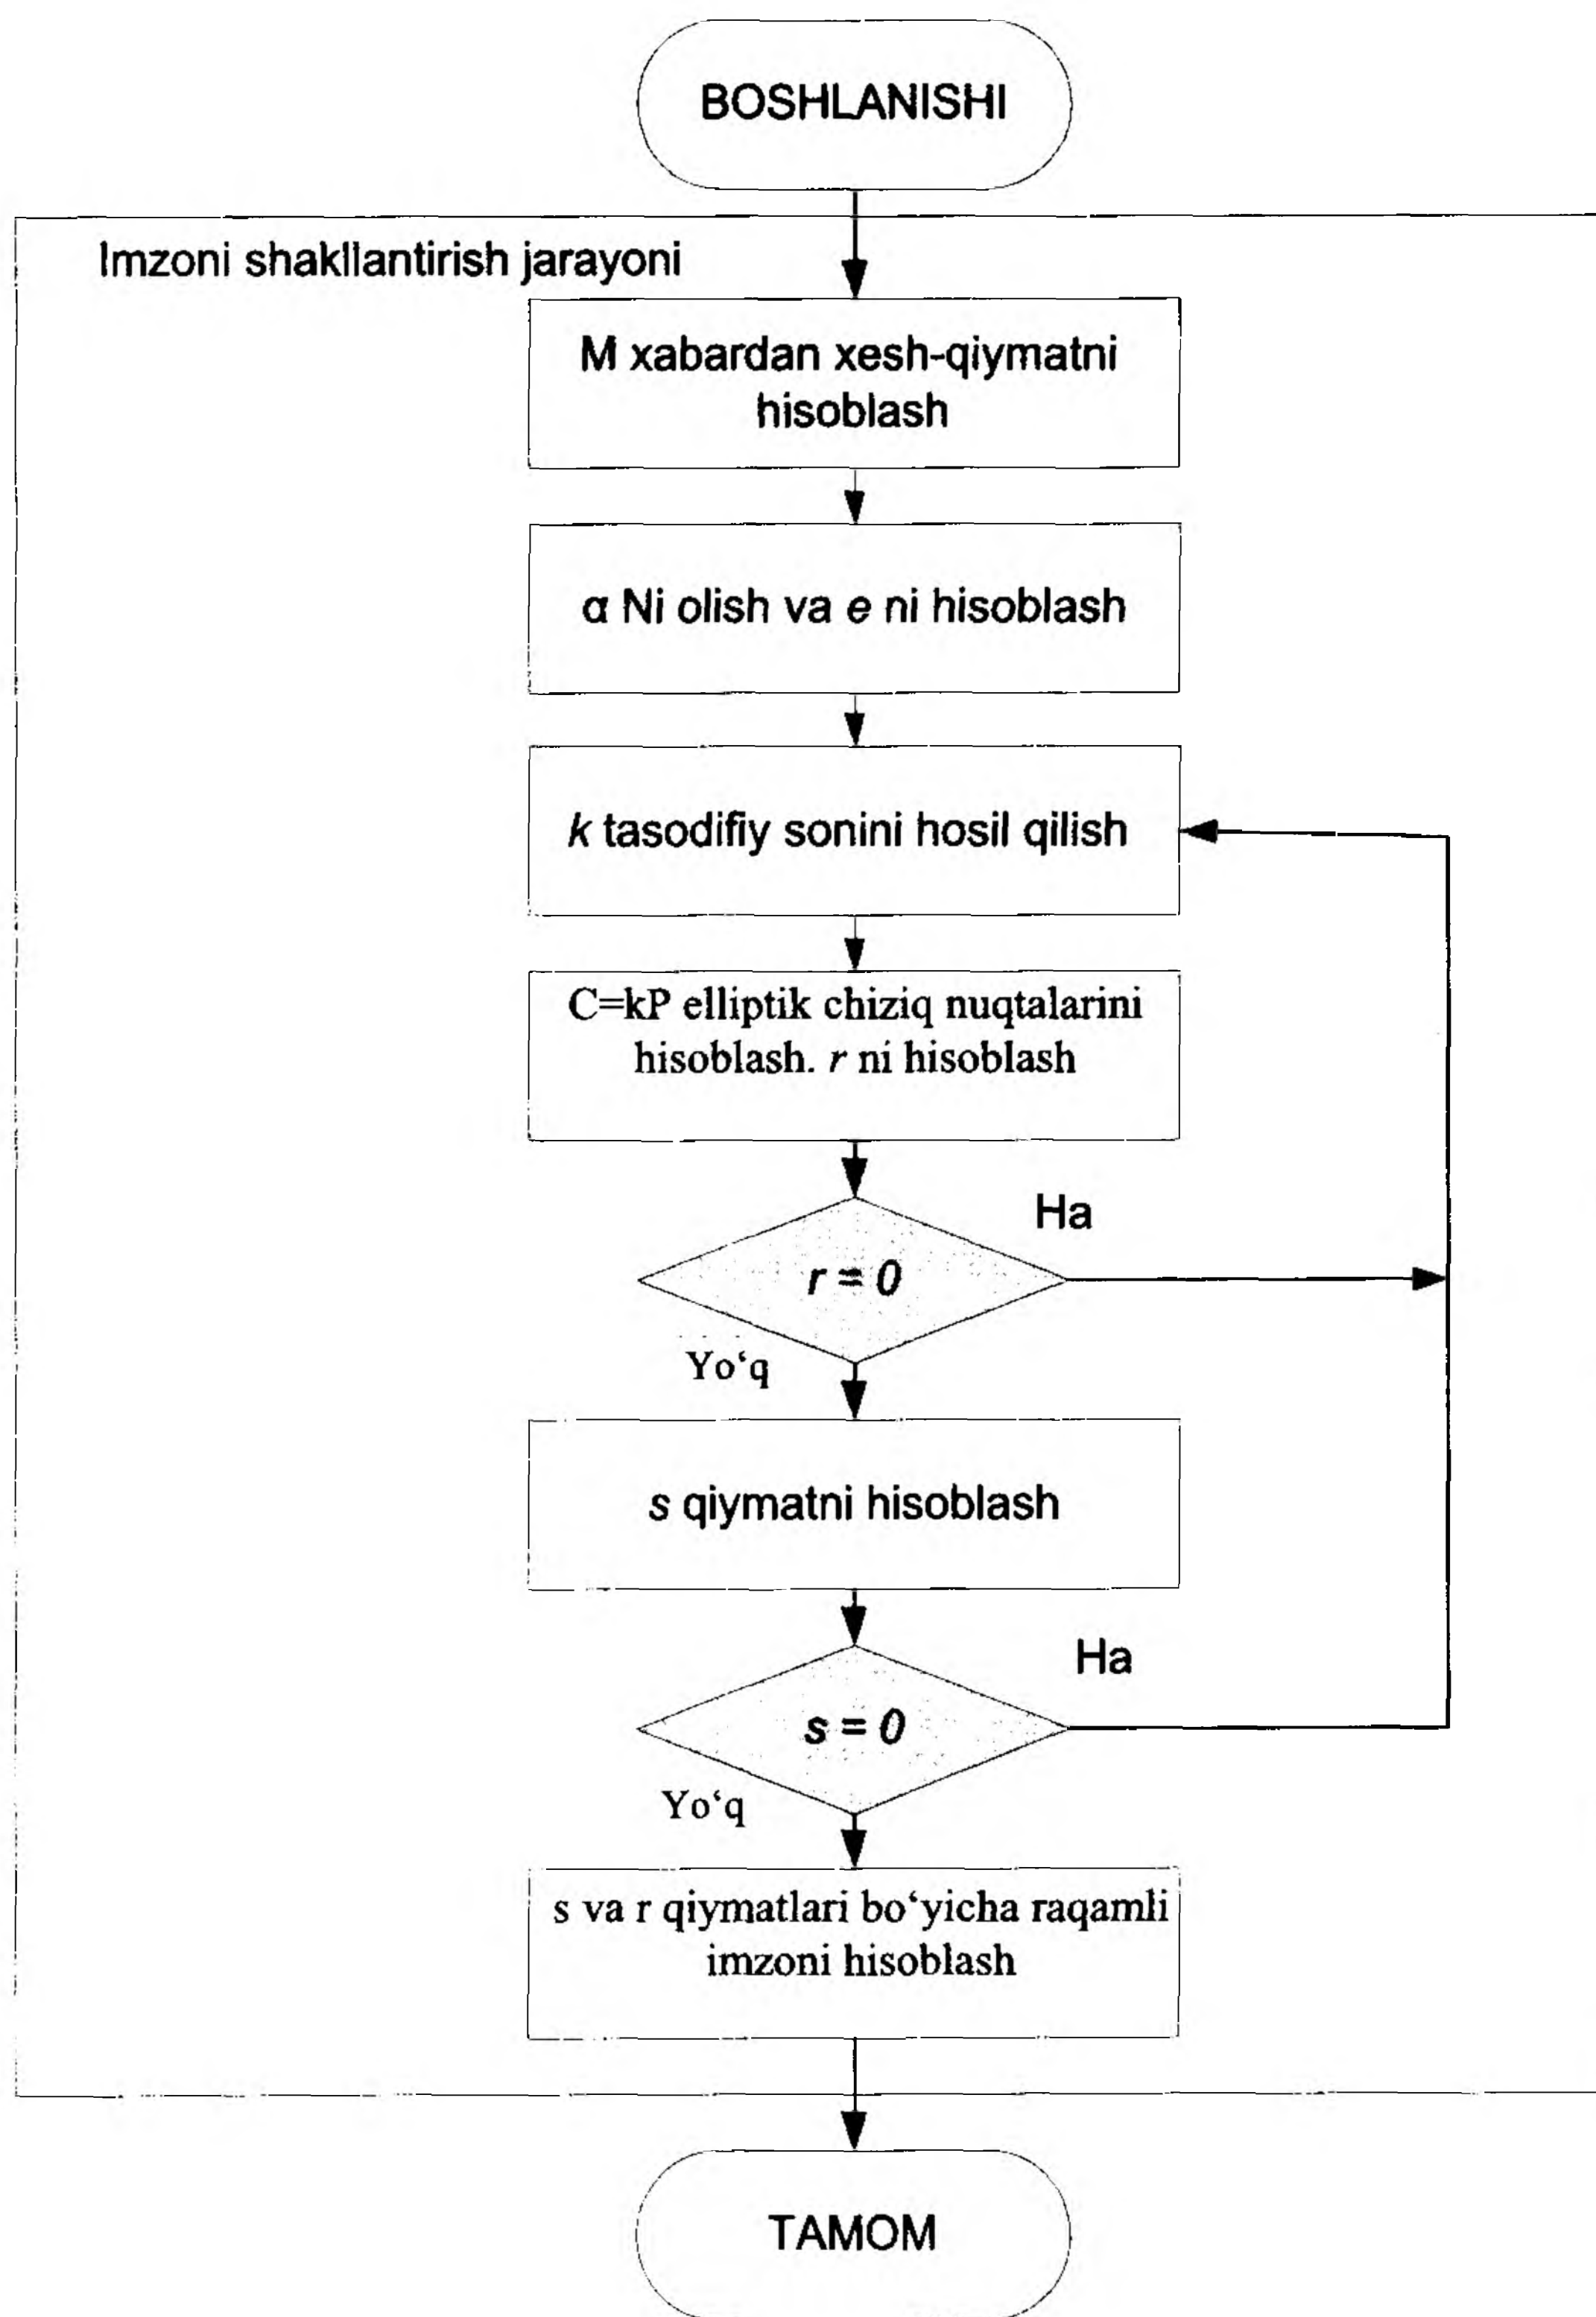 BOSHLANISHI
Imzoni shakllantirish jarayoni
M xabardan xesh-qiymatni
hisoblash
α Ni olish va e ni hisoblash
k tasodifiy sonini hosil qilish
C=kP elliptik chiziq nuqtalarini
hisoblash. r ni hisoblash
Ha
r = 0
Yo‘q
s qiymatni hisoblash
Ha
s = 0
Yo‘q
s va r qiymatlari bo‘yicha raqamli
imzoni hisoblash
TAMOM